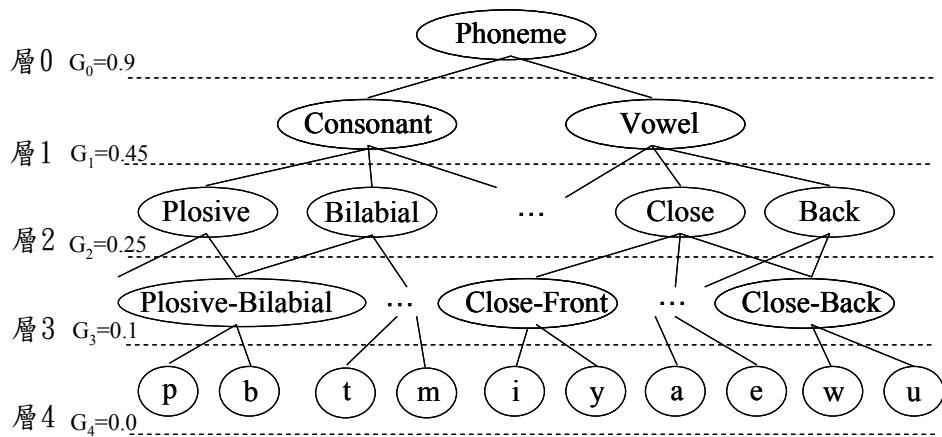 Phoneme
層0 G₀=0.9
Consonant Vowel
層1 G₁=0.45
Plosive Bilabial … Close Back
層2 G₂=0.25
Plosive-Bilabial … Close-Front … Close-Back
層3 G₃=0.1
p b t m i y a e w u
層4 G₄=0.0